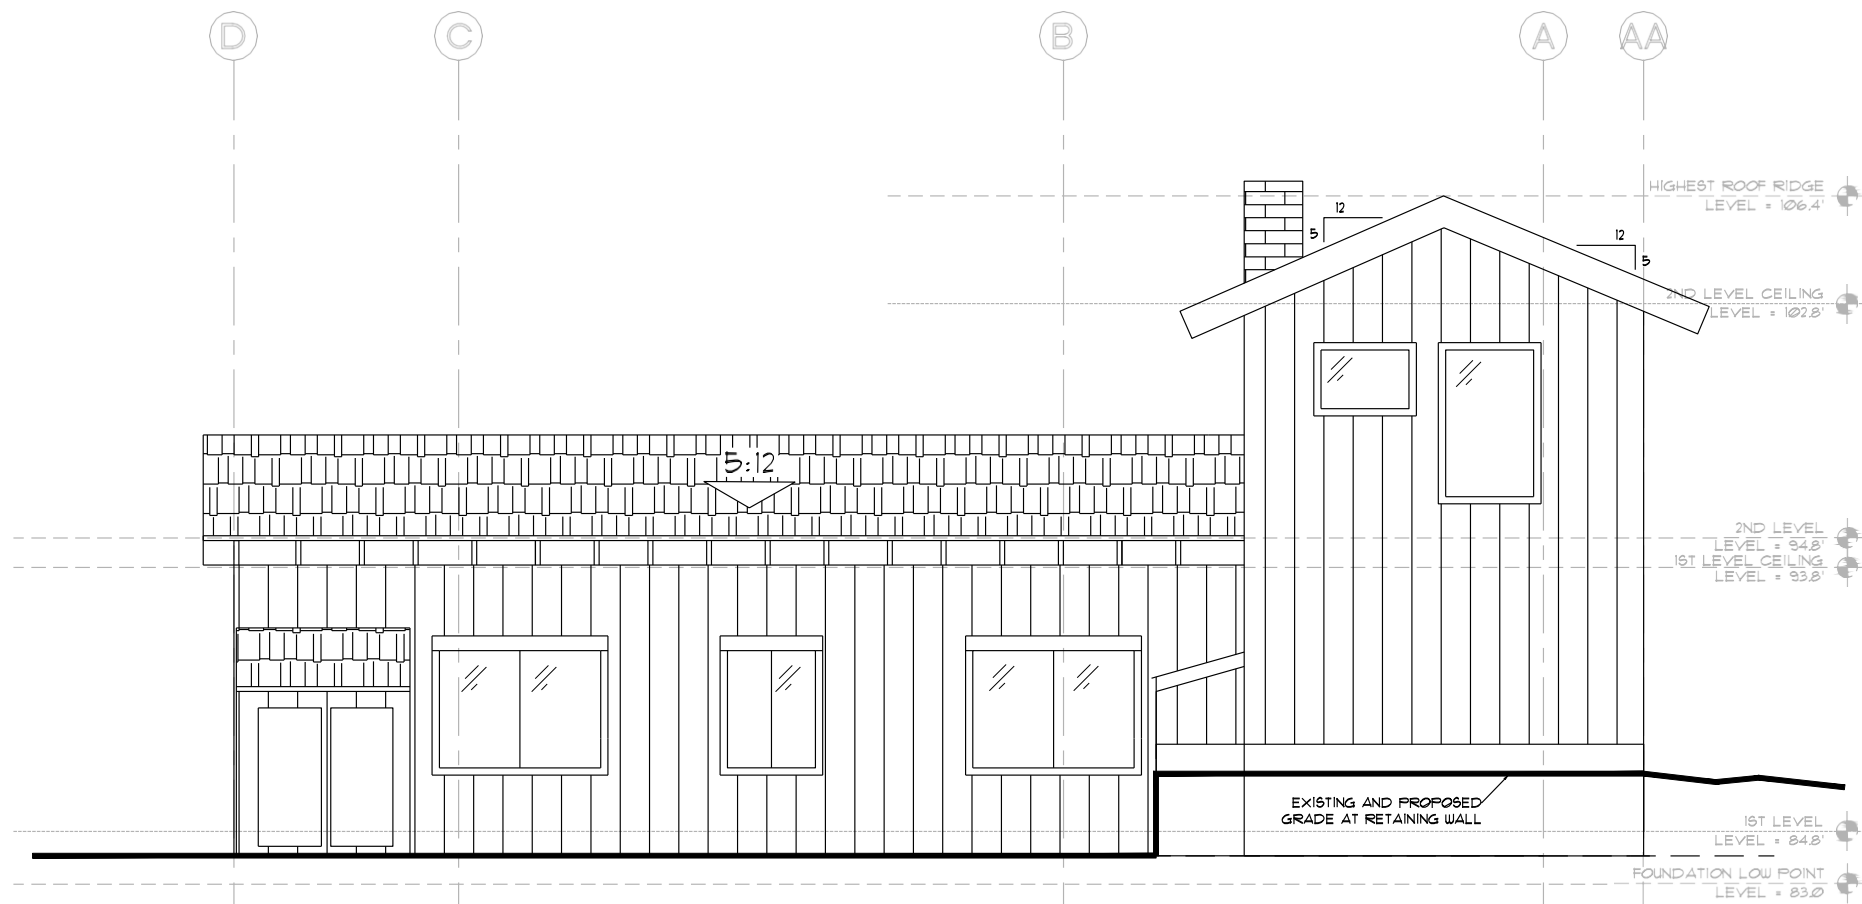 D C B A AA
HIGHEST ROOF RIDGE
LEVEL = 106.4'
12
5
12
5
2ND LEVEL CEILING
LEVEL = 102.8'
5:12
2ND LEVEL
LEVEL = 94.8'
1ST LEVEL CEILING
LEVEL = 93.8'
EXISTING AND PROPOSED
GRADE AT RETAINING WALL
1ST LEVEL
LEVEL = 84.8'
FOUNDATION LOW POINT
LEVEL = 83.0